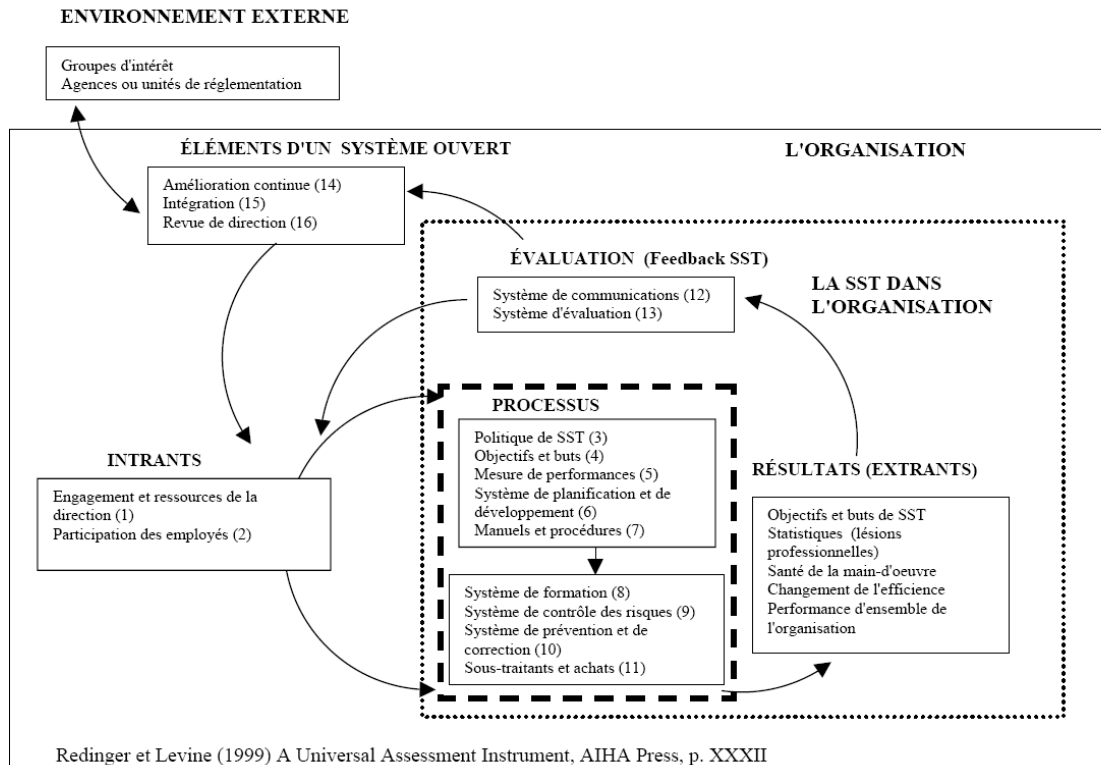 ENVIRONNEMENT EXTERNE
Groupes d'intérêt
Agences ou unités de réglementation
ÉLÉMENTS D'UN SYSTÈME OUVERT
L'ORGANISATION
Amélioration continue (14)
Intégration (15)
Revue de direction (16)
ÉVALUATION (Feedback SST)
Système de communications (12)
Système d'évaluation (13)
LA SST DANS
L'ORGANISATION
PROCESSUS
Politique de SST (3)
Objectifs et buts (4)
Mesure de performances (5)
Système de planification et de
développement (6)
Manuels et procédures (7)
INTRANTS
Engagement et ressources de la
direction (1)
Participation des employés (2)
RÉSULTATS (EXTRANTS)
Objectifs et buts de SST
Statistiques (lésions
professionnelles)
Santé de la main-d'oeuvre
Changement de l'efficience
Performance d'ensemble de
l'organisation
Système de formation (8)
Système de contrôle des risques (9)
Système de prévention et de
correction (10)
Sous-traitants et achats (11)
Redinger et Levine (1999) A Universal Assessment Instrument, AIHA Press, p. XXXII